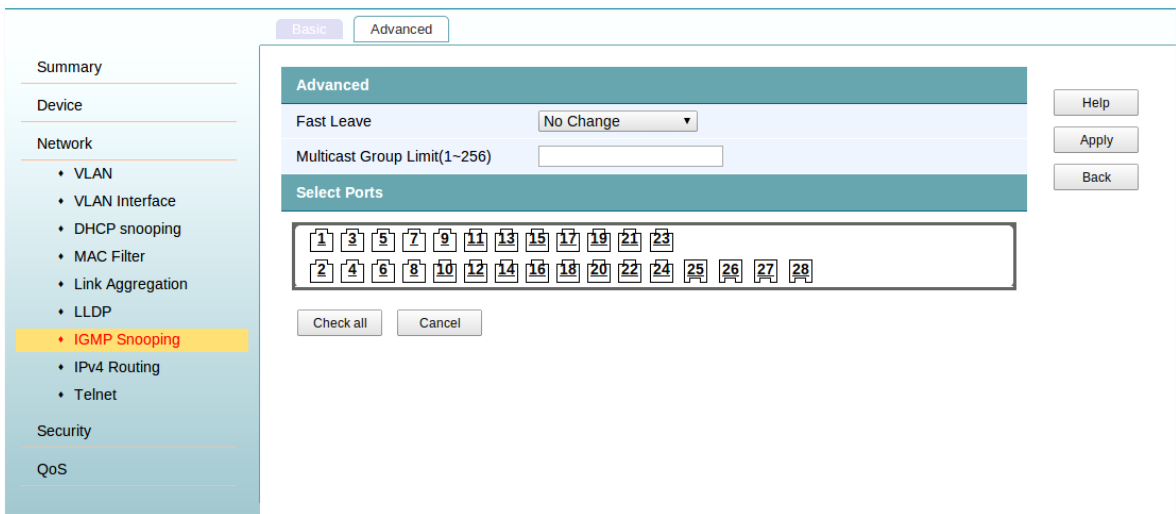 Basic
Advanced
Summary
Device
Network
VLAN
VLAN Interface
DHCP snooping
MAC Filter
Link Aggregation
LLDP
IGMP Snooping
IPv4 Routing
Telnet
Security
QoS
Advanced
Fast Leave
No Change
Multicast Group Limit(1~256)
Select Ports
1 3 5 7 9 11 13 15 17 19 21 23
2 4 6 8 10 12 14 16 18 20 22 24 25 26 27 28
Check all
Cancel
Help
Apply
Back